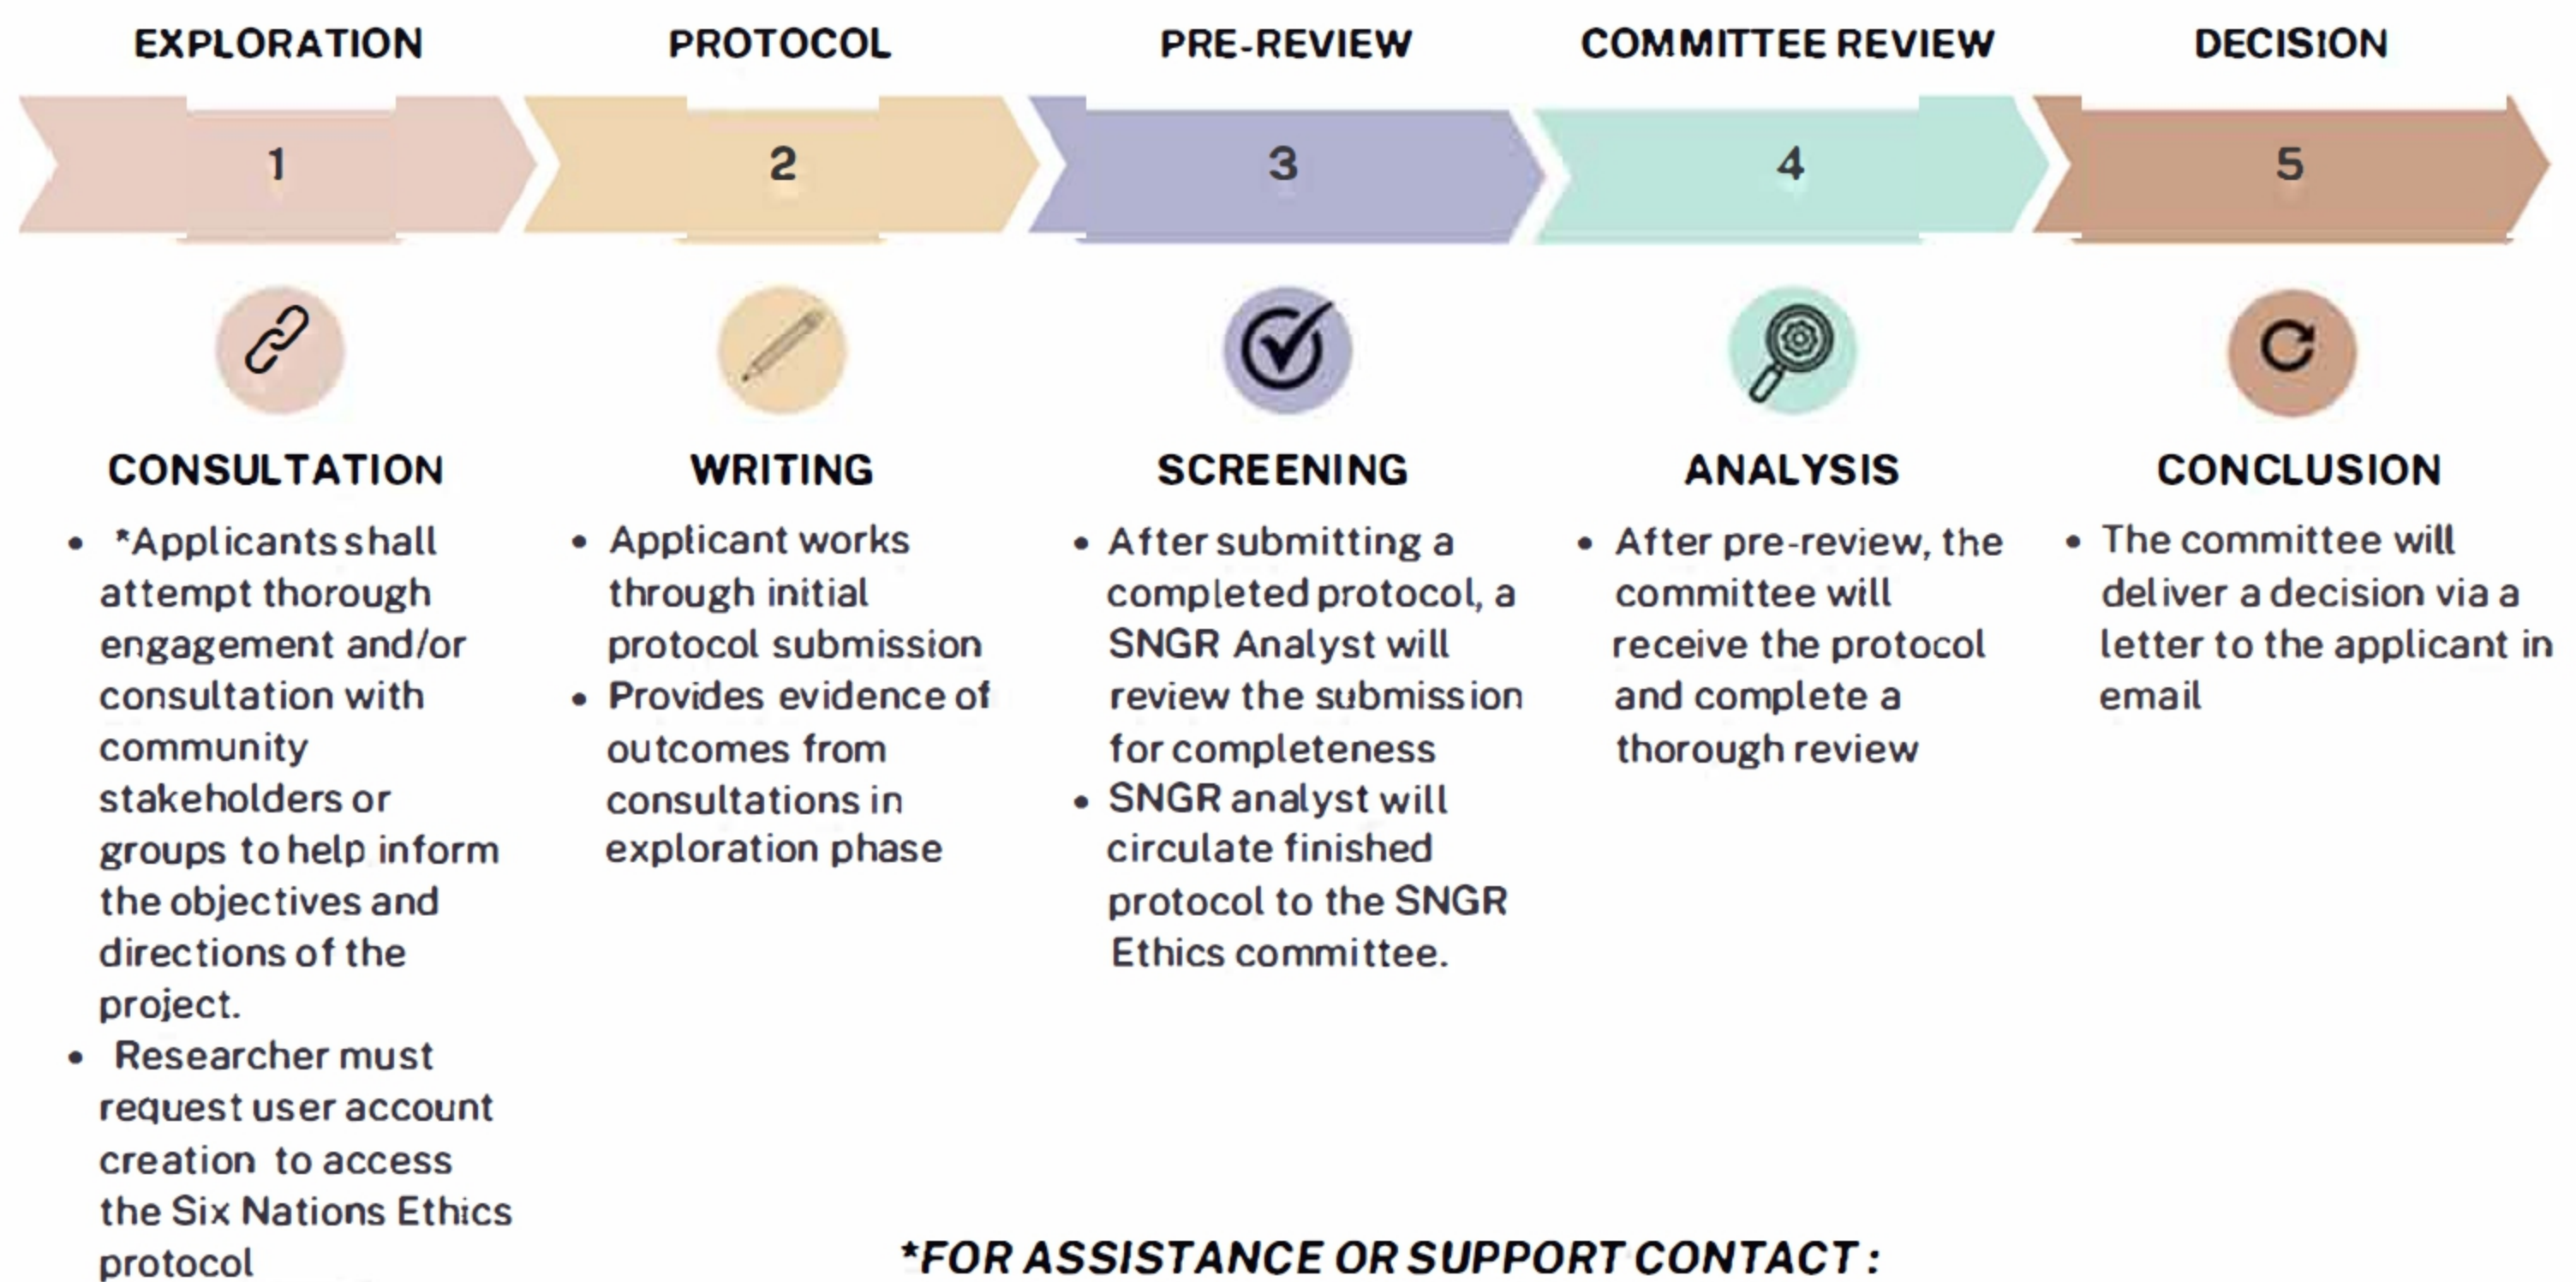 EXPLORATION
PROTOCOL
PRE-REVIEW
COMMITTEE REVIEW
DECISION
1
2
3
4
5
CONSULTATION
• *Applicants shall
attempt thorough
engagement and/or
consultation with
community
stakeholders or
groups to help inform
the objectives and
directions of the
project.
• Researcher must
request user account
creation to access
the Six Nations Ethics
protocol
WRITING
• Applicant works
through initial
protocol submission
• Provides evidence of
outcomes from
consultations in
exploration phase
SCREENING
• After submitting a
completed protocol, a
SNGR Analyst will
review the submission
for completeness
• SNGR analyst will
circulate finished
protocol to the SNGR
Ethics committee.
ANALYSIS
• After pre-review, the
committee will
receive the protocol
and complete a
thorough review
CONCLUSION
• The committee will
deliver a decision via a
letter to the applicant in
email
*FOR ASSISTANCE OR SUPPORT CONTACT :